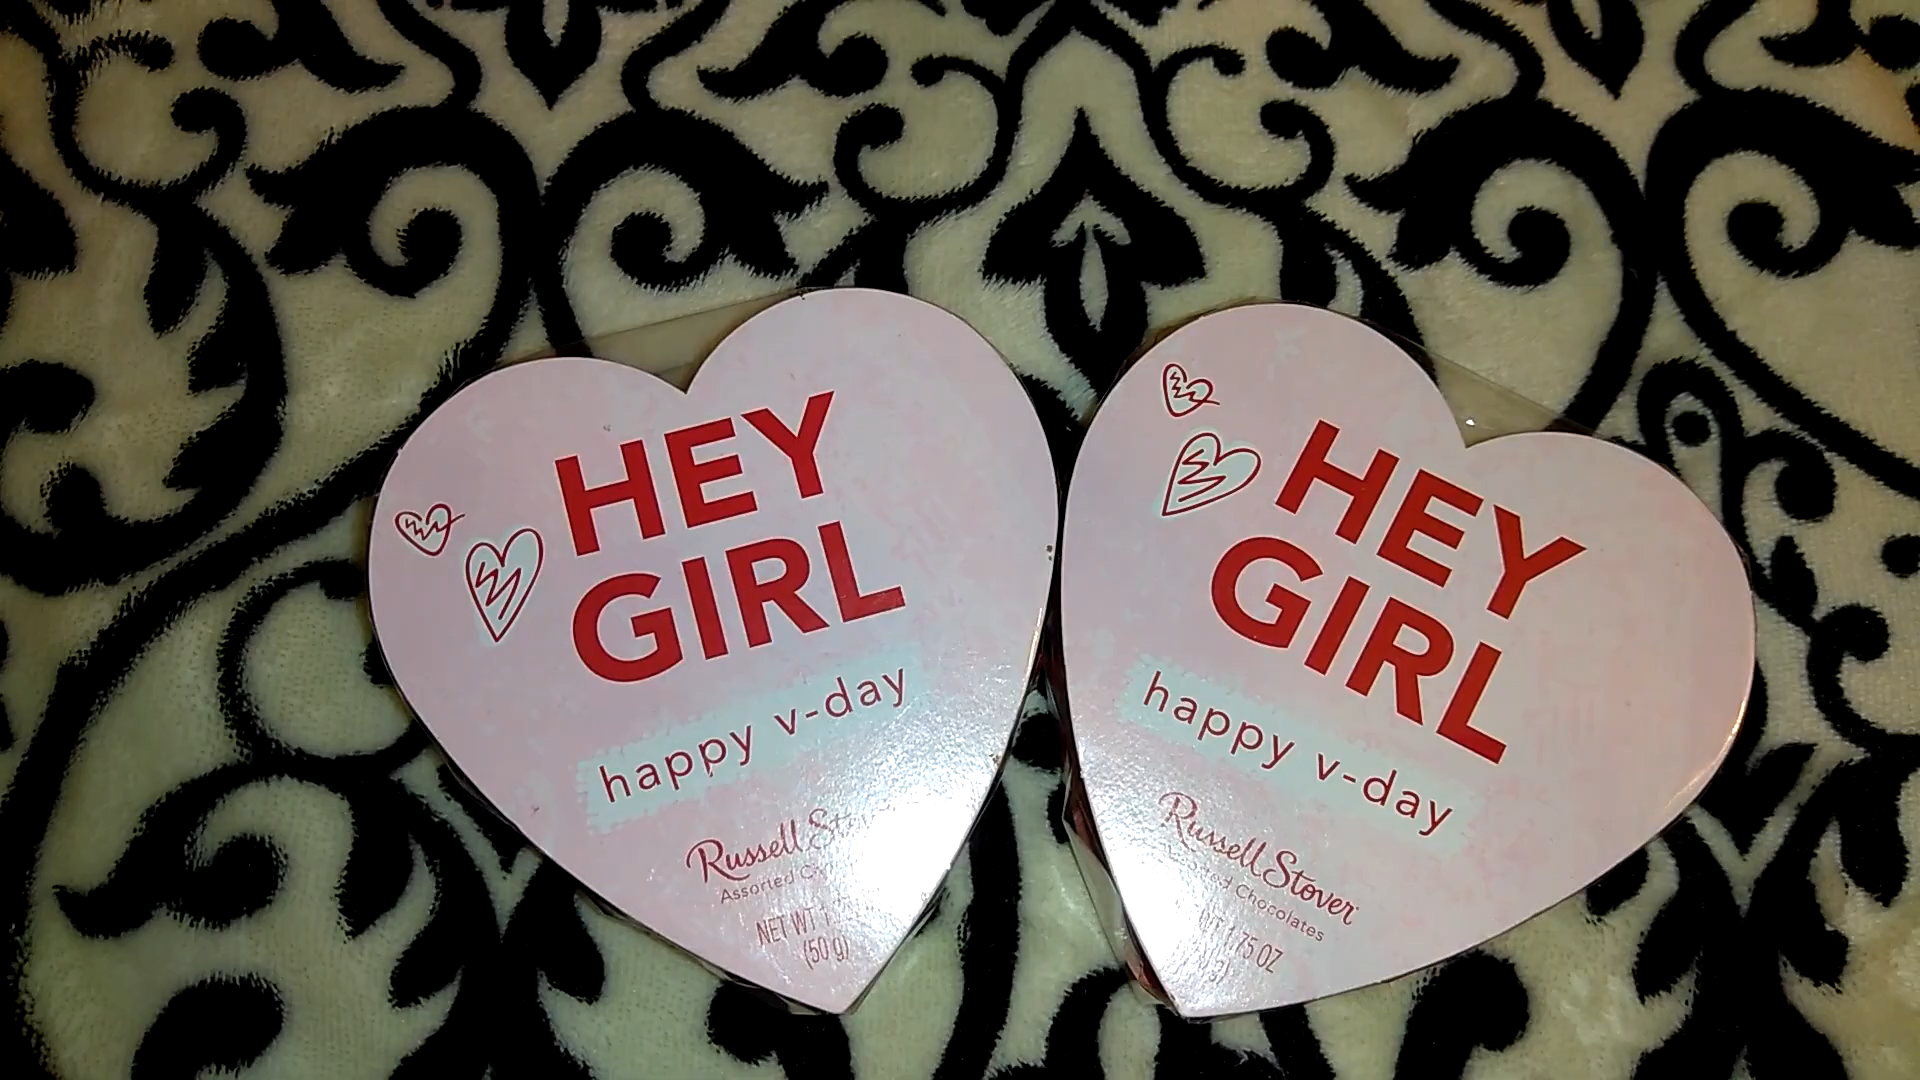 HEY
GIRL
happy v-day
Russell
Assorted
NET WT
(50 g)
HEY
GIRL
happy v-day
Russell Stover
Chocolates
1.75 OZ